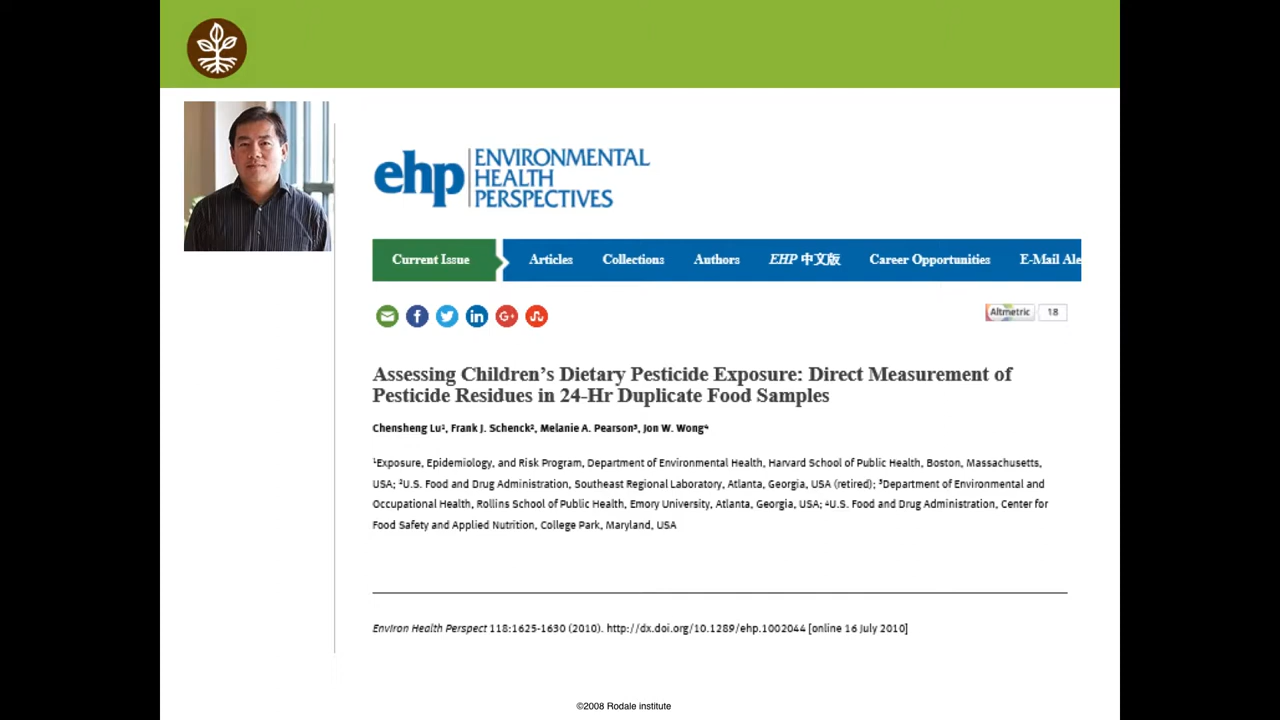 ehp ENVIRONMENTAL
HEALTH
PERSPECTIVES
Current Issue Articles Collections Authors EHP 中文版 Career Opportunities E-Mail Ale
Altmetric 18
Assessing Children's Dietary Pesticide Exposure: Direct Measurement of
Pesticide Residues in 24-Hr Duplicate Food Samples
Chensheng Lu¹, Frank J. Schenck², Melanie A. Pearson³, Jon W. Wong⁴
¹Exposure, Epidemiology, and Risk Program, Department of Environmental Health, Harvard School of Public Health, Boston, Massachusetts,
USA; ²U.S. Food and Drug Administration, Southeast Regional Laboratory, Atlanta, Georgia, USA (retired); ³Department of Environmental and
Occupational Health, Rollins School of Public Health, Emory University, Atlanta, Georgia, USA; ⁴U.S. Food and Drug Administration, Center for
Food Safety and Applied Nutrition, College Park, Maryland, USA
Environ Health Perspect 118:1625-1630 (2010). http://dx.doi.org/10.1289/ehp.1002044 [online 16 July 2010]
©2008 Rodale institute